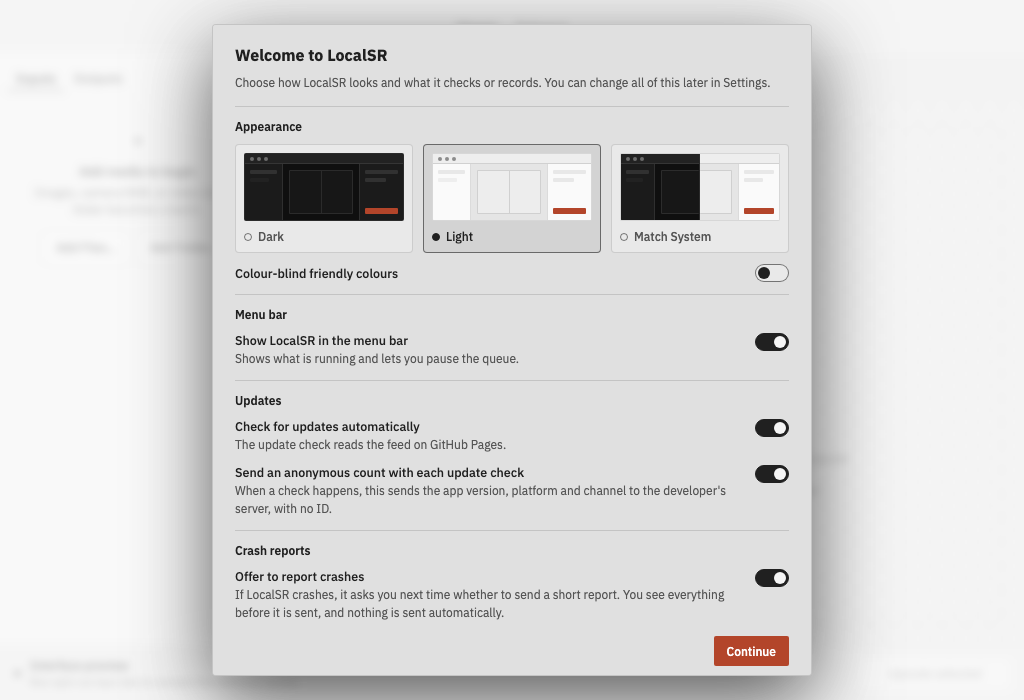 Welcome to LocalSR
Choose how LocalSR looks and what it checks or records. You can change all of this later in Settings.
Appearance
Dark
Light
Match System
Colour-blind friendly colours
Menu bar
Show LocalSR in the menu bar
Shows what is running and lets you pause the queue.
Updates
Check for updates automatically
The update check reads the feed on GitHub Pages.
Send an anonymous count with each update check
When a check happens, this sends the app version, platform and channel to the developer's
server, with no ID.
Crash reports
Offer to report crashes
If LocalSR crashes, it asks you next time whether to send a short report. You see everything
before it is sent, and nothing is sent automatically.
Continue